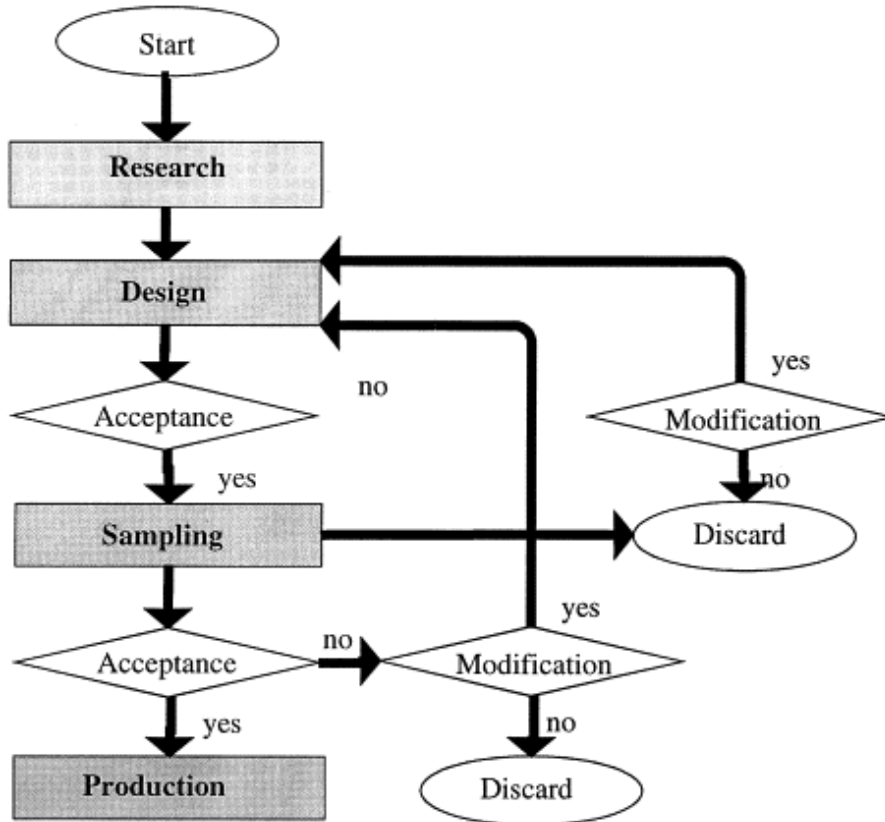 Start
Research
Design
no
yes
Acceptance
Modification
yes
no
Sampling
Discard
yes
no
Acceptance
Modification
yes
no
Production
Discard